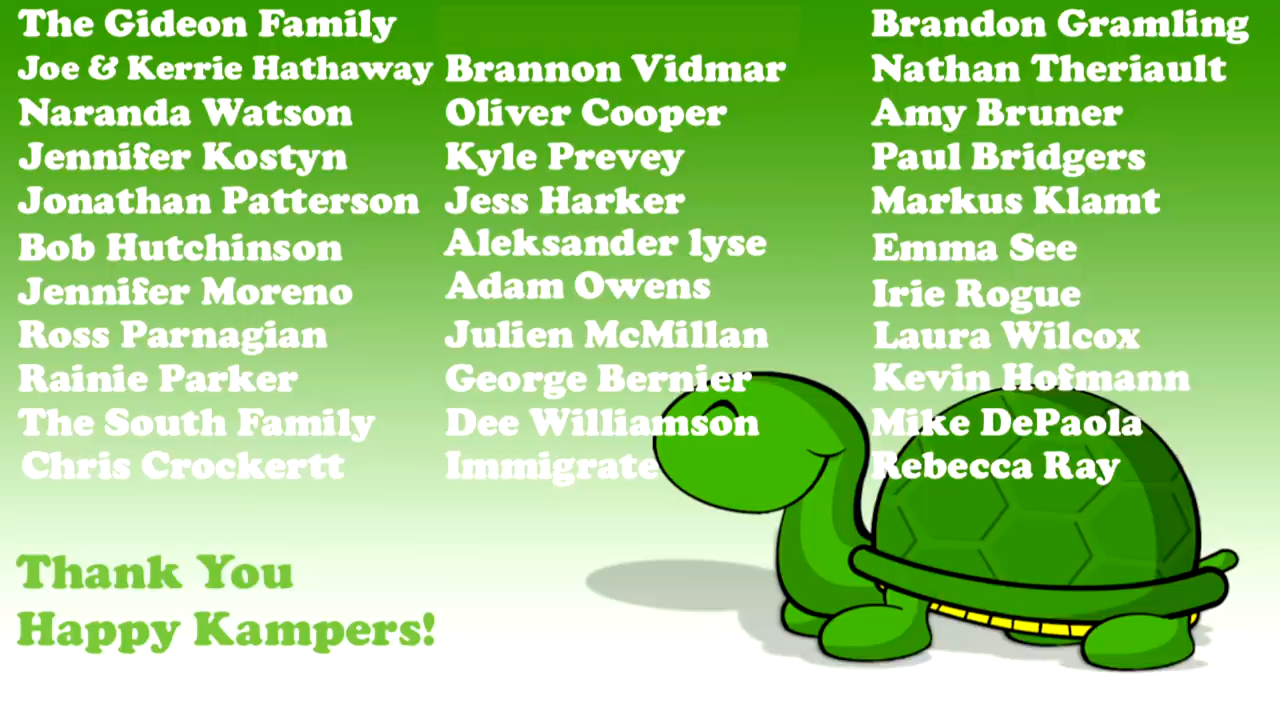 The Gideon Family
Joe & Kerrie Hathaway
Naranda Watson
Jennifer Kostyn
Jonathan Patterson
Bob Hutchinson
Jennifer Moreno
Ross Parnagian
Rainie Parker
The South Family
Chris Crockertt
Brannon Vidmar
Oliver Cooper
Kyle Prevey
Jess Harker
Aleksander lyse
Adam Owens
Julien McMillan
George Bernier
Dee Williamson
Immigrate
Brandon Gramling
Nathan Theriault
Amy Bruner
Paul Bridgers
Markus Klamt
Emma See
Irie Rogue
Laura Wilcox
Kevin Hofmann
Mike DePaola
Rebecca Ray
Thank You
Happy Kampers!